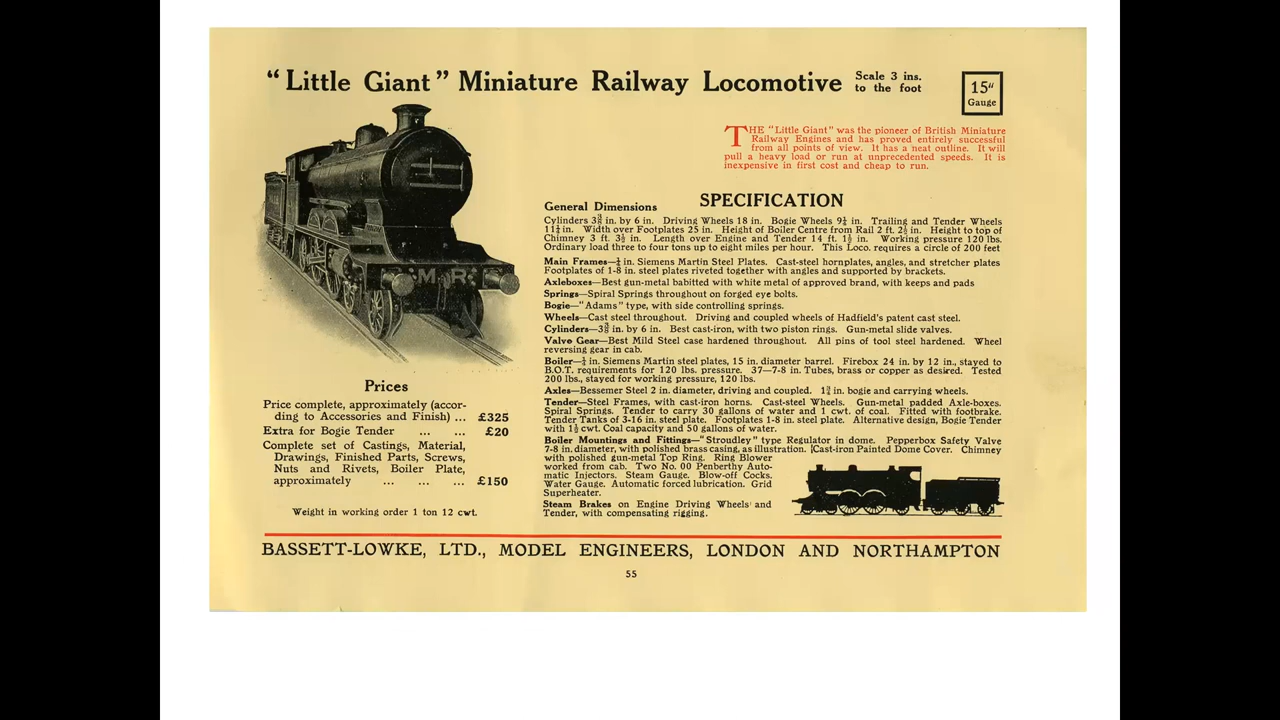 "Little Giant" Miniature Railway Locomotive
Scale 3 ins.
to the foot
15"
Gauge
THE "Little Giant" was the pioneer of British Miniature
Railway Engines and has proved entirely successful
from all points of view. It has a neat outline. It will
pull a heavy load or run at unprecedented speeds. It is
inexpensive in first cost and cheap to run.
M R
SPECIFICATION
General Dimensions
Cylinders 3⅜ in. by 6 in. Driving Wheels 18 in. Bogie Wheels 9¼ in. Trailing and Tender Wheels
11¼ in. Width over Footplates 25 in. Height of Boiler Centre from Rail 2 ft. 2½ in. Height to top of
Chimney 3 ft. 3½ in. Length over Engine and Tender 14 ft. 1½ in. Working pressure 120 lbs.
Ordinary load three to four tons up to eight miles per hour. This Loco. requires a circle of 200 feet
Main Frames—in. Siemens Martin Steel Plates. Cast-steel hornplates, angles, and stretcher plates
Footplates of 1-8 in. steel plates riveted together with angles and supported by brackets.
Axleboxes—Best gun-metal babitted with white metal of approved brand, with keeps and pads
Springs—Spiral Springs throughout on forged eye bolts.
Bogie—"Adams" type, with side controlling springs.
Wheels—Cast steel throughout. Driving and coupled wheels of Hadfield's patent cast steel.
Cylinders—3⅜ in. by 6 in. Best cast-iron, with two piston rings. Gun-metal slide valves.
Valve Gear—Best Mild Steel case hardened throughout. All pins of tool steel hardened. Wheel
reversing gear in cab.
Boiler—in. Siemens Martin steel plates, 15 in. diameter barrel. Firebox 24 in. by 12 in., stayed to
B.O.T. requirements for 120 lbs. pressure. 37—7-8 in. Tubes, brass or copper as desired. Tested
200 lbs., stayed for working pressure, 120 lbs.
Axles—Bessemer Steel 2 in. diameter, driving and coupled. in. bogie and carrying wheels.
Tender—Steel Frames, with cast-iron horns. Cast-steel Wheels. Gun-metal padded Axle-boxes.
Spiral Springs. Tender to carry 30 gallons of water and 1 cwt. of coal. Fitted with footbrake.
Tender Tanks of 3-16 in. steel plate. Footplates 1-8 in. steel plate. Alternative design, Bogie Tender
with 1½ cwt. Coal capacity and 50 gallons of water.
Boiler Mountings and Fittings—"Stroudley" type Regulator in dome. Pepperbox Safety Valve
7-8 in. diameter, with polished brass casing, as illustration. Cast-iron Painted Dome Cover. Chimney
with polished gun-metal Top Ring. Ring Blower
worked from cab. Two No. 00 Penberthy Auto-
matic Injectors. Steam Gauge. Blow-off Cocks.
Water Gauge. Automatic forced lubrication. Grid
Superheater.
Steam Brakes on Engine Driving Wheels and
Tender, with compensating rigging.
Prices
Price complete, approximately (accor-
ding to Accessories and Finish) ... £325
Extra for Bogie Tender ... ... £20
Complete set of Castings, Material,
Drawings, Finished Parts, Screws,
Nuts and Rivets, Boiler Plate,
approximately ... ... ... £150
Weight in working order 1 ton 12 cwt.
BASSETT-LOWKE, LTD., MODEL ENGINEERS, LONDON AND NORTHAMPTON
55